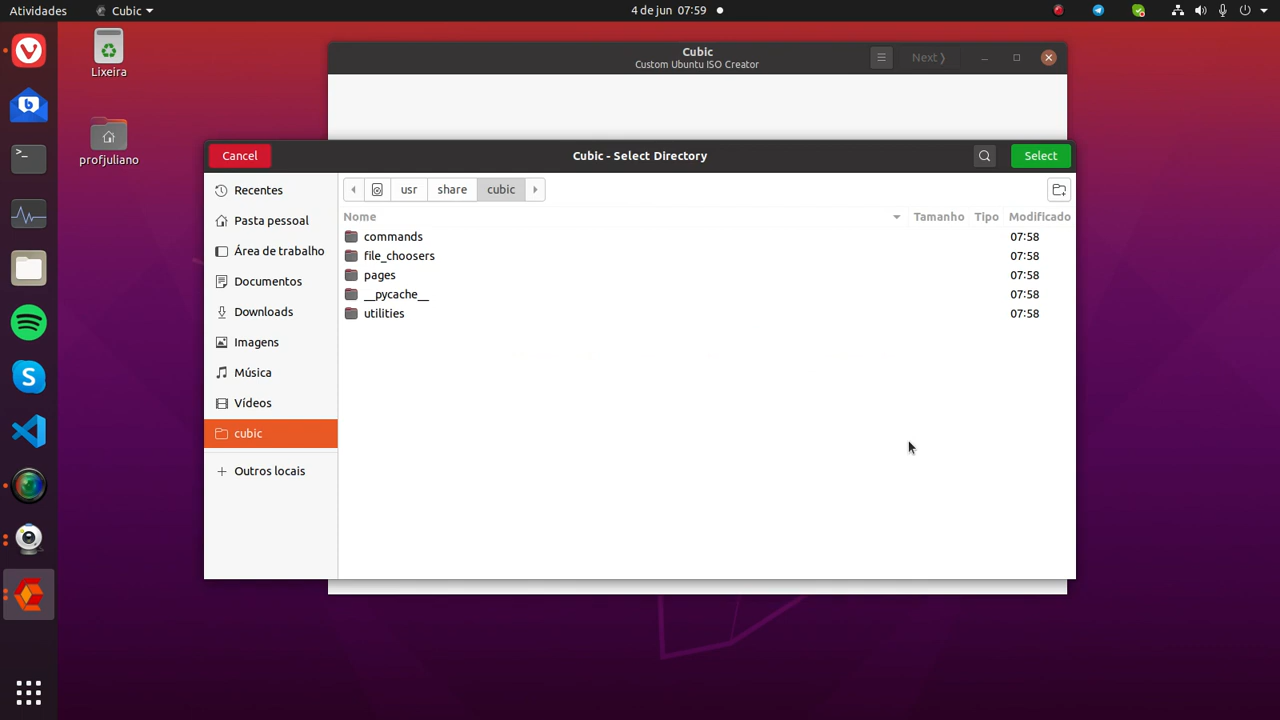 Atividades
Cubic
4 de jun 07:59
Lixeira
profjuliano
Cubic
Custom Ubuntu ISO Creator
Next ❭
Cancel
Cubic - Select Directory
Select
Recentes
Pasta pessoal
Área de trabalho
Documentos
Downloads
Imagens
Música
Vídeos
cubic
Outros locais
usr share cubic
Nome Tamanho Tipo Modificado
commands 07:58
file_choosers 07:58
pages 07:58
__pycache__ 07:58
utilities 07:58